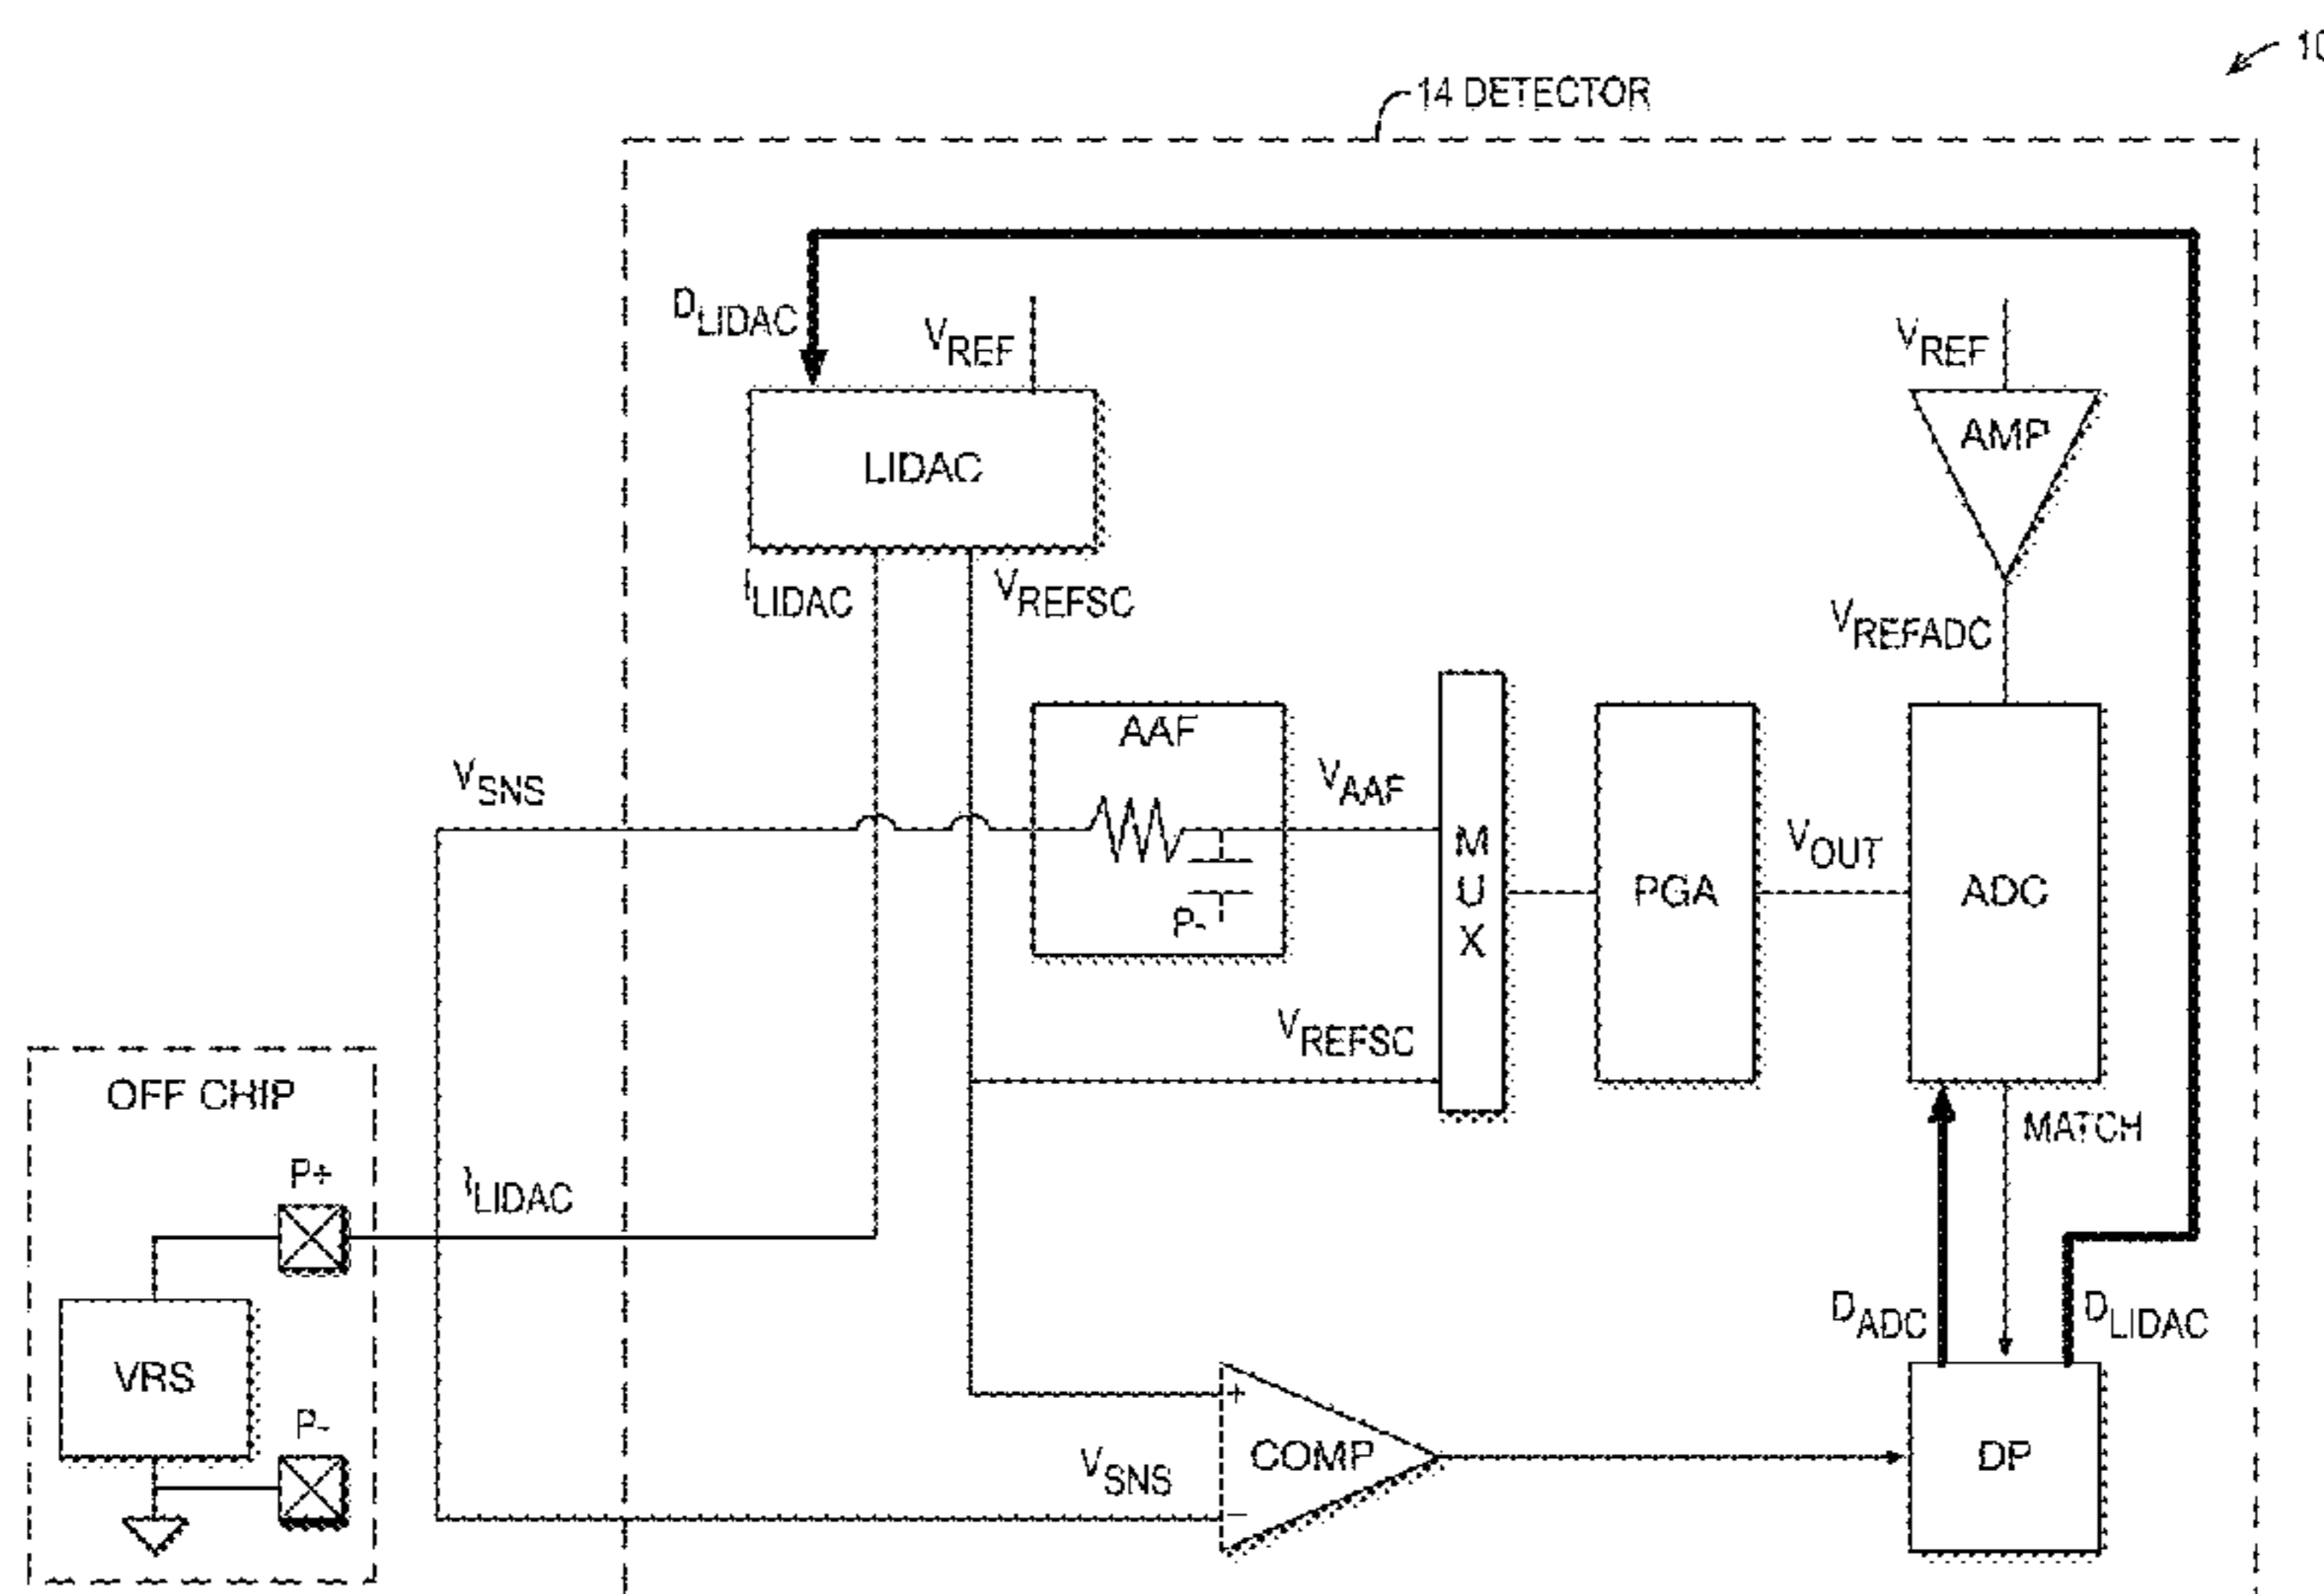 10
14 DETECTOR
DLIDAC
VREF
VREF
AMP
LIDAC
ILIDAC
VREFSC
VREFADC
AAF
VSNS
VAAF
MUX
PGA
VOUT
ADC
P-
VREFSC
OFF CHIP
MATCH
P+
ILIDAC
DADC
DLIDAC
VRS
+
P-
COMP
DP
VSNS
−